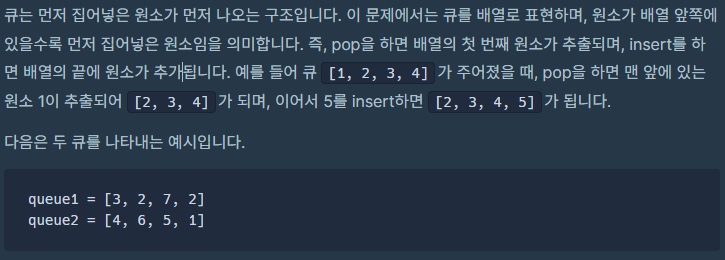 큐는 먼저 집어넣은 원소가 먼저 나오는 구조입니다. 이 문제에서는 큐를 배열로 표현하며, 원소가 배열 앞쪽에
있을수록 먼저 집어넣은 원소임을 의미합니다. 즉, pop을 하면 배열의 첫 번째 원소가 추출되며, insert를 하
면 배열의 끝에 원소가 추가됩니다. 예를 들어 큐 [1, 2, 3, 4] 가 주어졌을 때, pop을 하면 맨 앞에 있는
원소 1이 추출되어 [2, 3, 4] 가 되며, 이어서 5를 insert하면 [2, 3, 4, 5] 가 됩니다.
다음은 두 큐를 나타내는 예시입니다.
queue1 = [3, 2, 7, 2]
queue2 = [4, 6, 5, 1]